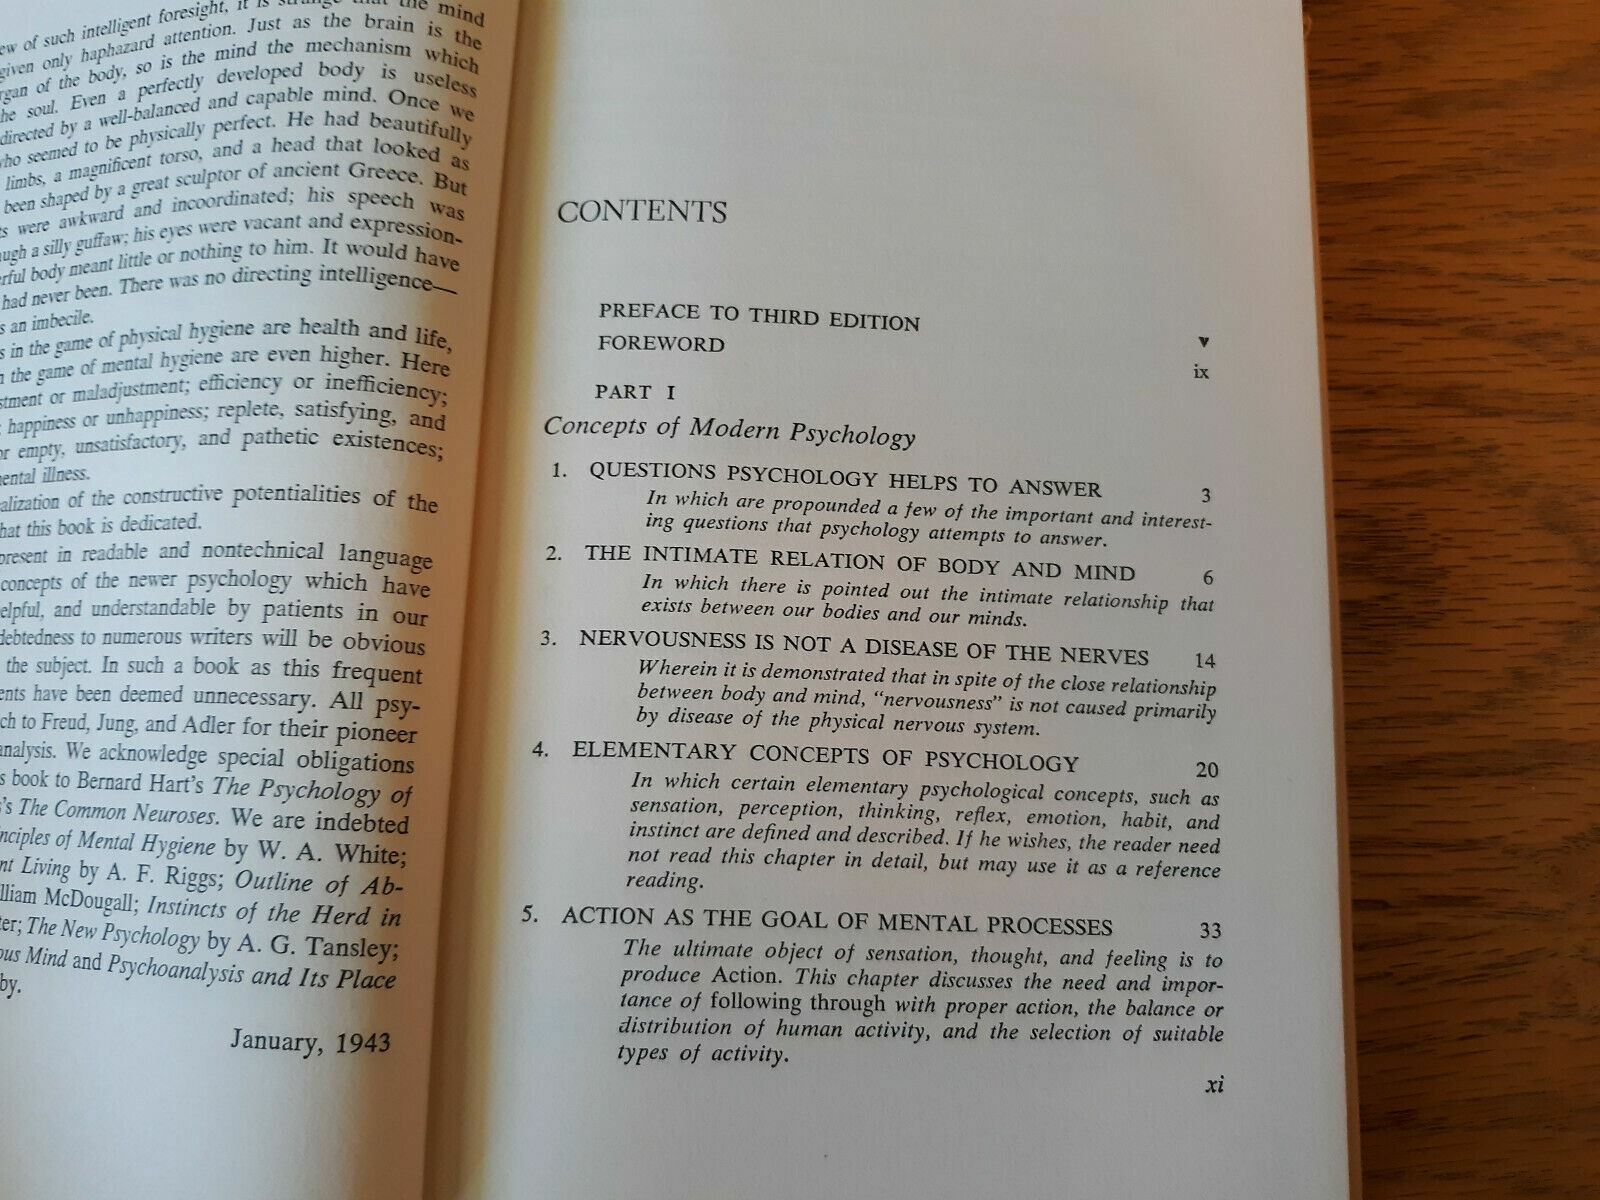 ew of such intelligent foresight, it is strange that the mind
given only haphazard attention. Just as the brain is the
rgan of the body, so is the mind the mechanism which
he soul. Even a perfectly developed body is useless
directed by a well-balanced and capable mind. Once we
who seemed to be physically perfect. He had beautifully
limbs, a magnificent torso, and a head that looked as
been shaped by a great sculptor of ancient Greece. But
ts were awkward and incoordinated; his speech was
ugh a silly guffaw; his eyes were vacant and expression-
erful body meant little or nothing to him. It would have
had never been. There was no directing intelligence—
s an imbecile.
s in the game of physical hygiene are health and life,
n the game of mental hygiene are even higher. Here
stment or maladjustment; efficiency or inefficiency;
; happiness or unhappiness; replete, satisfying, and
or empty, unsatisfactory, and pathetic existences;
mental illness.
alization of the constructive potentialities of the
hat this book is dedicated.
present in readable and nontechnical language
concepts of the newer psychology which have
elpful, and understandable by patients in our
debtedness to numerous writers will be obvious
the subject. In such a book as this frequent
ents have been deemed unnecessary. All psy-
ch to Freud, Jung, and Adler for their pioneer
analysis. We acknowledge special obligations
s book to Bernard Hart's The Psychology of
s's The Common Neuroses. We are indebted
inciples of Mental Hygiene by W. A. White;
nt Living by A. F. Riggs; Outline of Ab-
lliam McDougall; Instincts of the Herd in
ter; The New Psychology by A. G. Tansley;
ous Mind and Psychoanalysis and Its Place
by.
January, 1943
CONTENTS
PREFACE TO THIRD EDITION v
FOREWORD ix
PART I
Concepts of Modern Psychology
1. QUESTIONS PSYCHOLOGY HELPS TO ANSWER 3
In which are propounded a few of the important and interest-
ing questions that psychology attempts to answer.
2. THE INTIMATE RELATION OF BODY AND MIND 6
In which there is pointed out the intimate relationship that
exists between our bodies and our minds.
3. NERVOUSNESS IS NOT A DISEASE OF THE NERVES 14
Wherein it is demonstrated that in spite of the close relationship
between body and mind, "nervousness" is not caused primarily
by disease of the physical nervous system.
4. ELEMENTARY CONCEPTS OF PSYCHOLOGY 20
In which certain elementary psychological concepts, such as
sensation, perception, thinking, reflex, emotion, habit, and
instinct are defined and described. If he wishes, the reader need
not read this chapter in detail, but may use it as a reference
reading.
5. ACTION AS THE GOAL OF MENTAL PROCESSES 33
The ultimate object of sensation, thought, and feeling is to
produce Action. This chapter discusses the need and impor-
tance of following through with proper action, the balance or
distribution of human activity, and the selection of suitable
types of activity.
xi